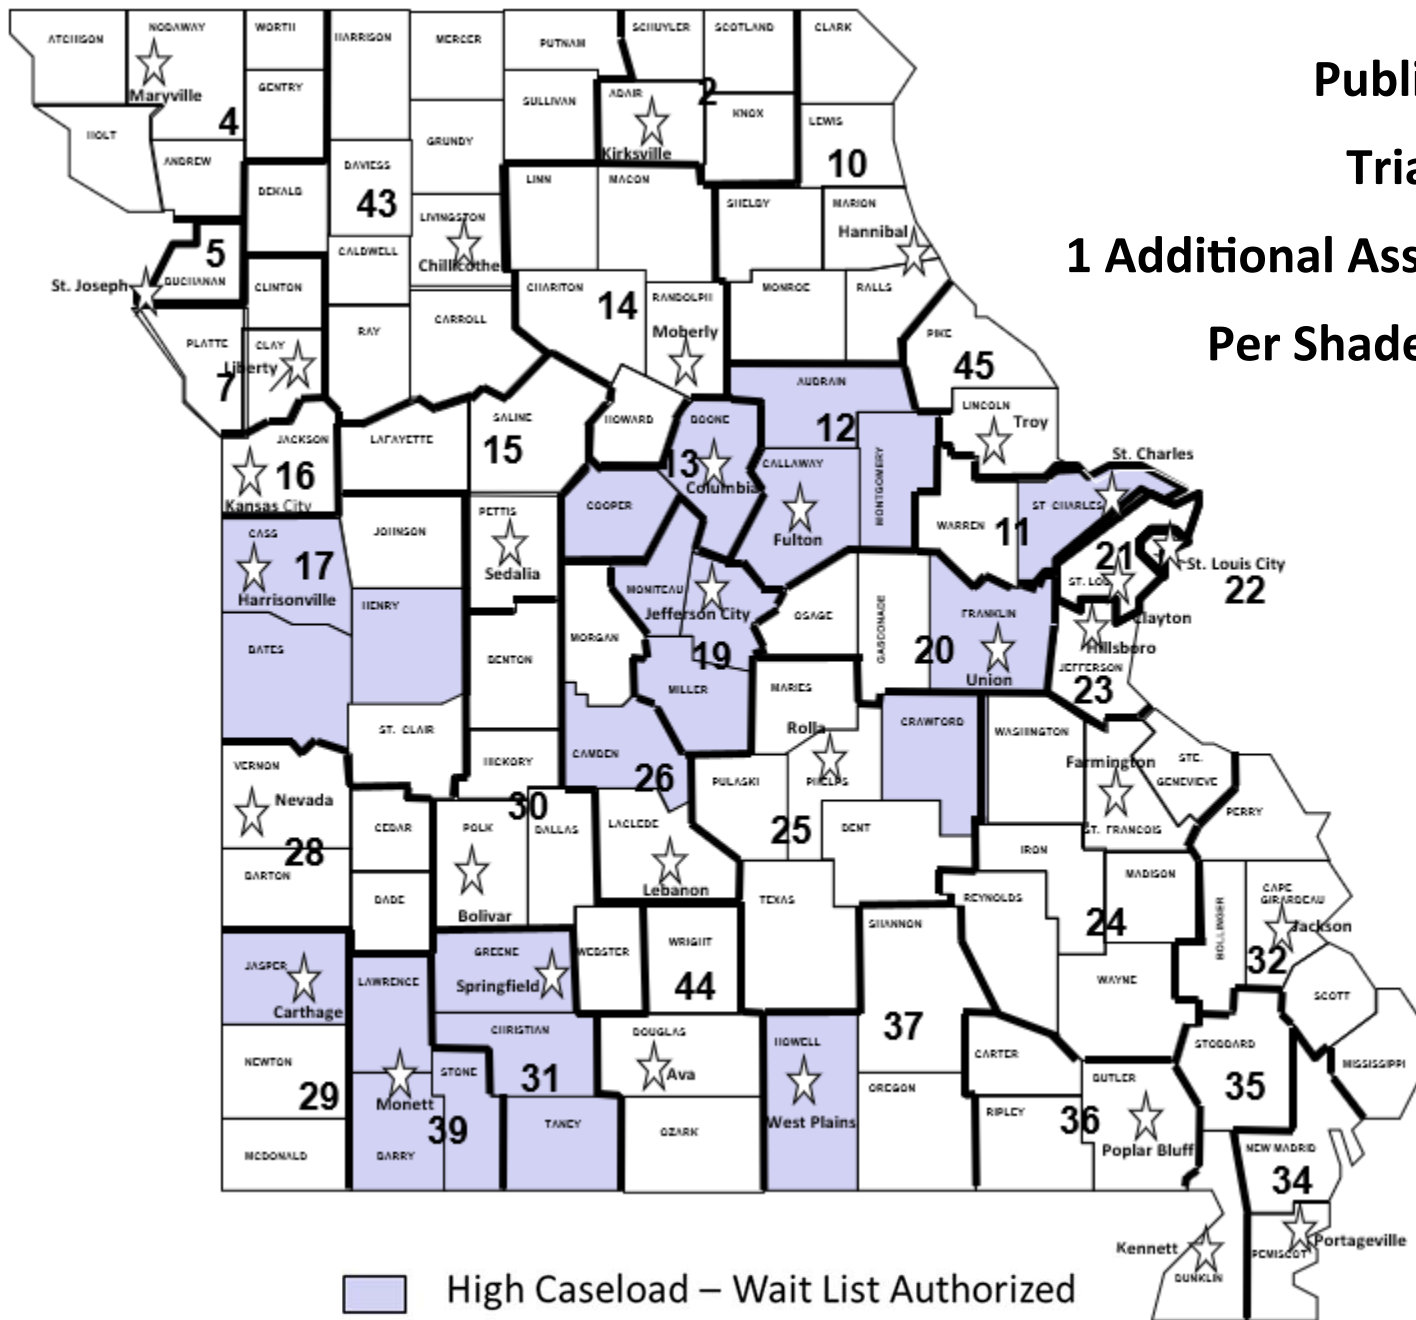 Publi
Tria
1 Additional Ass
Per Shade
ATCHISON
NODAWAY
WORTH
HARRISON
MERCER
PUTNAM
SCHUYLER
SCOTLAND
CLARK
Maryville
GENTRY
SULLIVAN
ADAIR
2
KNOX
LEWIS
HOLT
4
GRUNDY
Kirksville
ANDREW
DEKALB
DAVIESS
LINN
MACON
10
43
LIVINGSTON
SHELBY
MARION
Hannibal
5
CALDWELL
Chillicothe
St. Joseph
BUCHANAN
CLINTON
CHARITON
14
RANDOLPH
MONROE
RALLS
PLATTE
CLAY
RAY
CARROLL
Moberly
PIKE
Liberty
7
45
AUDRAIN
JACKSON
LAFAYETTE
SALINE
HOWARD
BOONE
12
LINCOLN
Troy
16
15
13
CALLAWAY
MONTGOMERY
St. Charles
Kansas City
Columbia
COOPER
ST CHARLES
CASS
JOHNSON
PETTIS
Fulton
WARREN
11
17
Sedalia
21
St. Louis City
Harrisonville
HENRY
MONITEAU
ST. LOU
22
Jefferson City
OSAGE
GASCONADE
FRANKLIN
Clayton
BATES
BENTON
MORGAN
19
20
Hillsboro
Union
JEFFERSON
MILLER
MARIES
23
ST. CLAIR
Rolla
CRAWFORD
WASHINGTON
VERNON
HICKORY
CAMDEN
26
PULASKI
PHELPS
Farmington
STE.
GENEVIEVE
Nevada
30
CEDAR
POLK
DALLAS
LACLEDE
25
DENT
ST. FRANCOIS
PERRY
28
IRON
BARTON
Lebanon
MADISON
DADE
Bolivar
TEXAS
REYNOLDS
BOLLINGER
CAPE
GIRARDEAU
SHANNON
24
Jackson
JASPER
GREENE
WEBSTER
WRIGHT
32
LAWRENCE
Springfield
44
WAYNE
SCOTT
Carthage
37
CHRISTIAN
DOUGLAS
HOWELL
CARTER
STODDARD
NEWTON
STONE
31
Ava
MISSISSIPPI
29
Monett
OREGON
BUTLER
35
39
TANEY
OZARK
West Plains
RIPLEY
36
Poplar Bluff
MCDONALD
BARRY
NEW MADRID
34
Kennett
Portageville
PEMISCOT
DUNKLIN
High Caseload – Wait List Authorized